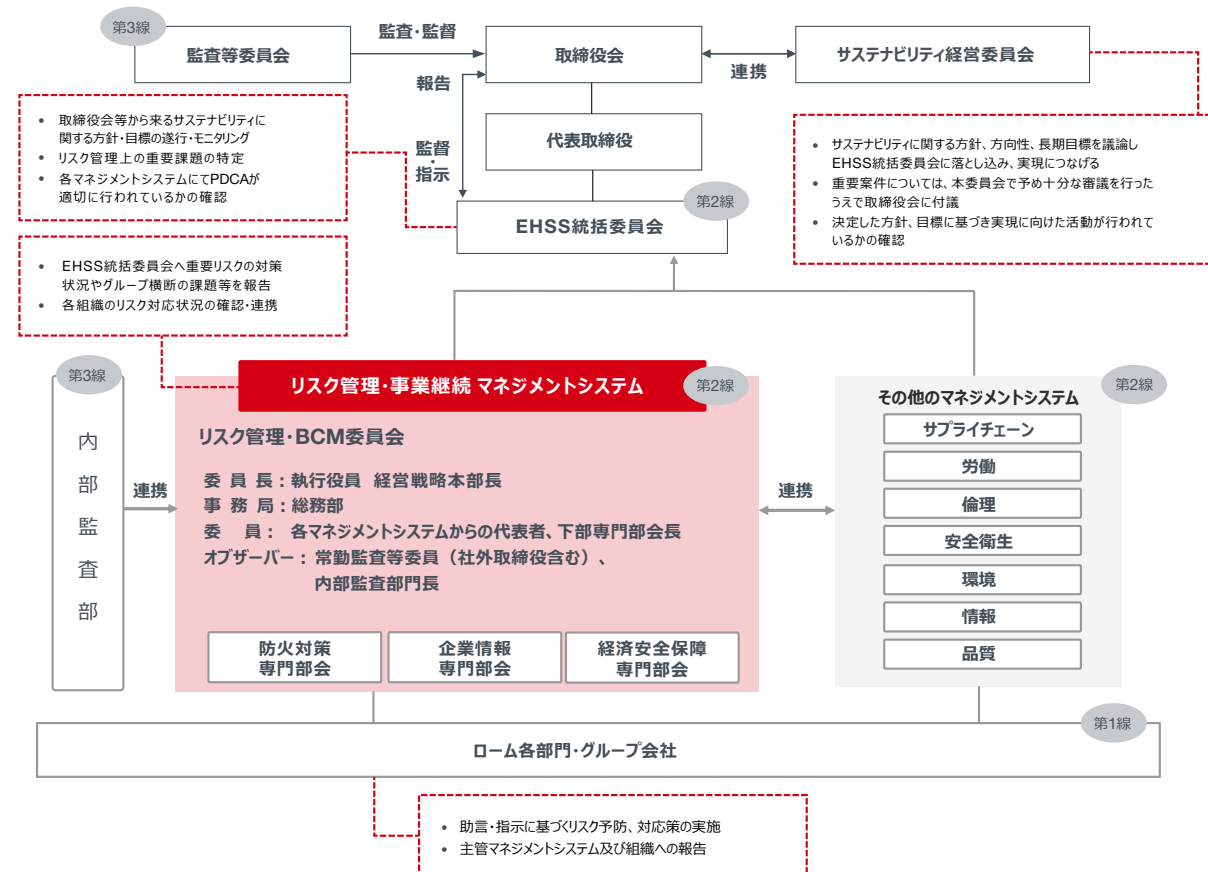 第3線
監査等委員会
監査・監督
取締役会
連携
サステナビリティ経営委員会
報告
代表取締役
監督
・
指示
第2線
EHSS統括委員会
• 取締役会等から来るサステナビリティに
関する方針・目標の遂行・モニタリング
• リスク管理上の重要課題の特定
• 各マネジメントシステムにてPDCAが
適切に行われているかの確認
• サステナビリティに関する方針、方向性、長期目標を議論し
EHSS統括委員会に落とし込み、実現につなげる
• 重要案件については、本委員会で予め十分な審議を行った
うえで取締役会に付議
• 決定した方針、目標に基づき実現に向けた活動が行われて
いるかの確認
• EHSS統括委員会へ重要リスクの対策
状況やグループ横断の課題等を報告
• 各組織のリスク対応状況の確認・連携
第3線
内部監査部
連携
リスク管理・事業継続 マネジメントシステム
第2線
リスク管理・BCM委員会
委 員 長：執行役員 経営戦略本部長
事 務 局：総務部
委 員： 各マネジメントシステムからの代表者、下部専門部会長
オブザーバー： 常勤監査等委員（社外取締役含む）、
内部監査部門長
防火対策
専門部会
企業情報
専門部会
経済安全保障
専門部会
連携
第2線
その他のマネジメントシステム
サプライチェーン
労働
倫理
安全衛生
環境
情報
品質
第1線
ローム各部門・グループ会社
• 助言・指示に基づくリスク予防、対応策の実施
• 主管マネジメントシステム及び組織への報告